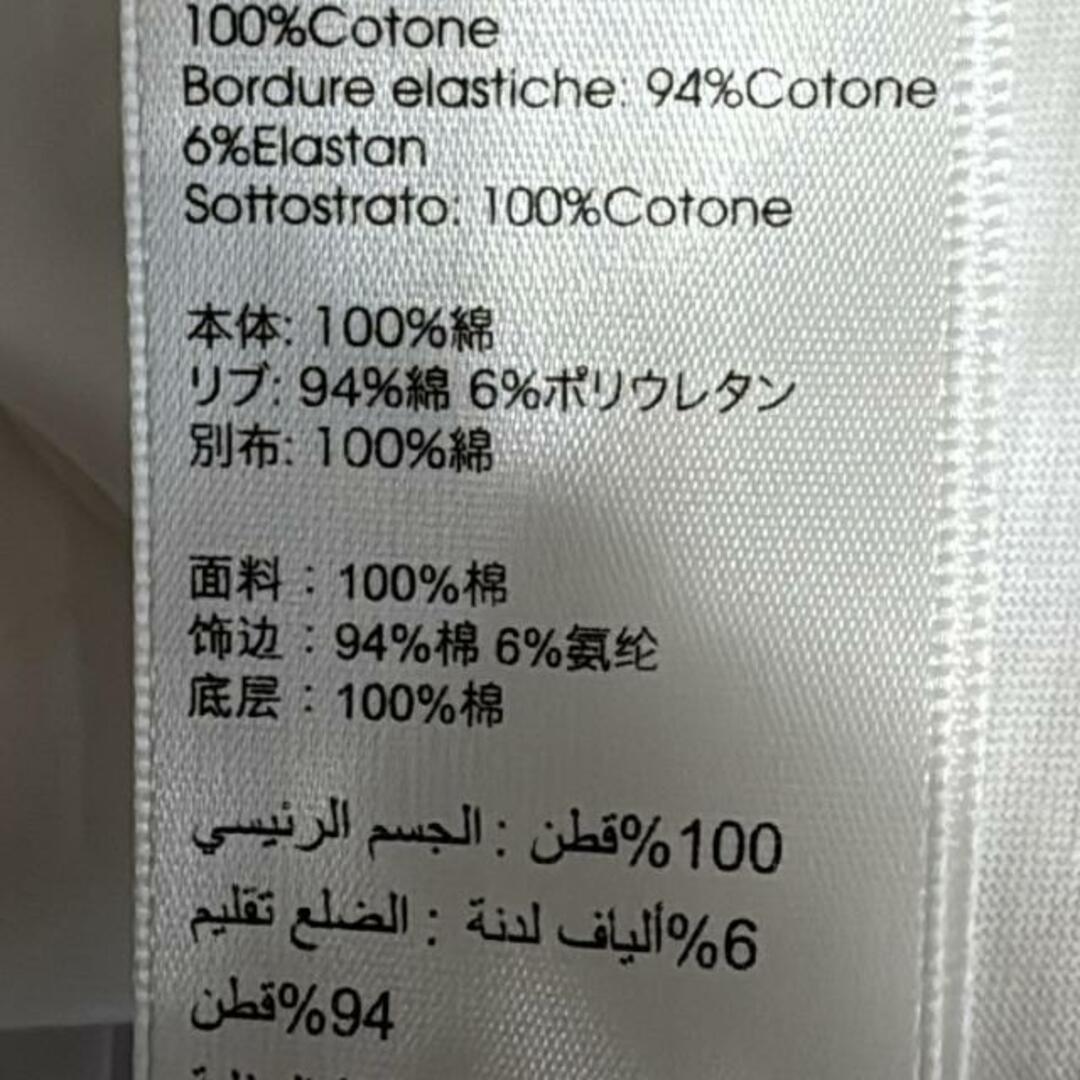 100%Cotone
Bordure elastiche: 94%Cotone
6%Elastan
Sottostrato: 100%Cotone
本体: 100%綿
リブ: 94%綿 6%ポリウレタン
別布: 100%綿
面料：100%棉
饰边：94%棉 6%氨纶
底层：100%棉
100%قطن : الجسم الرئيسي
6%ألياف لدنة : الضلع تقليم
94%قطن